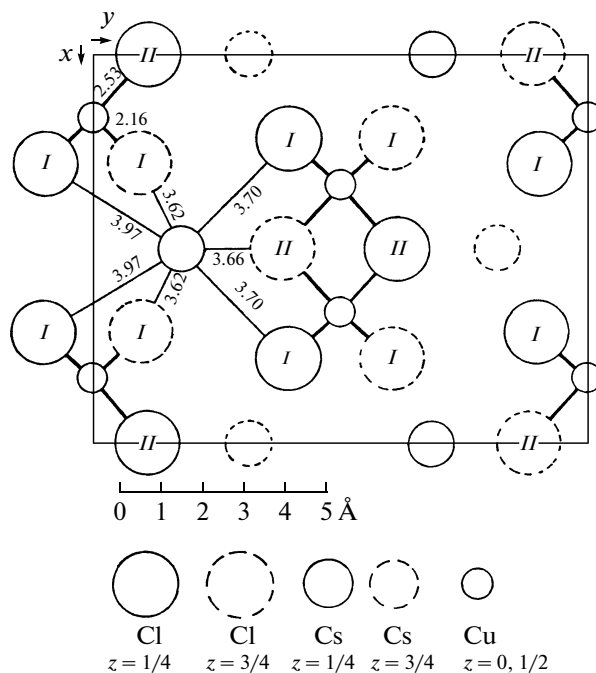 y
x
II
II
2.53
2.16
I
I
I
I
I
3.62
3.70
3.97
II
3.66
II
3.97
3.62
3.70
I
I
I
I
I
II
II
0 1 2 3 4 5 Å
Cl Cl Cs Cs Cu
z = 1/4 z = 3/4 z = 1/4 z = 3/4 z = 0, 1/2